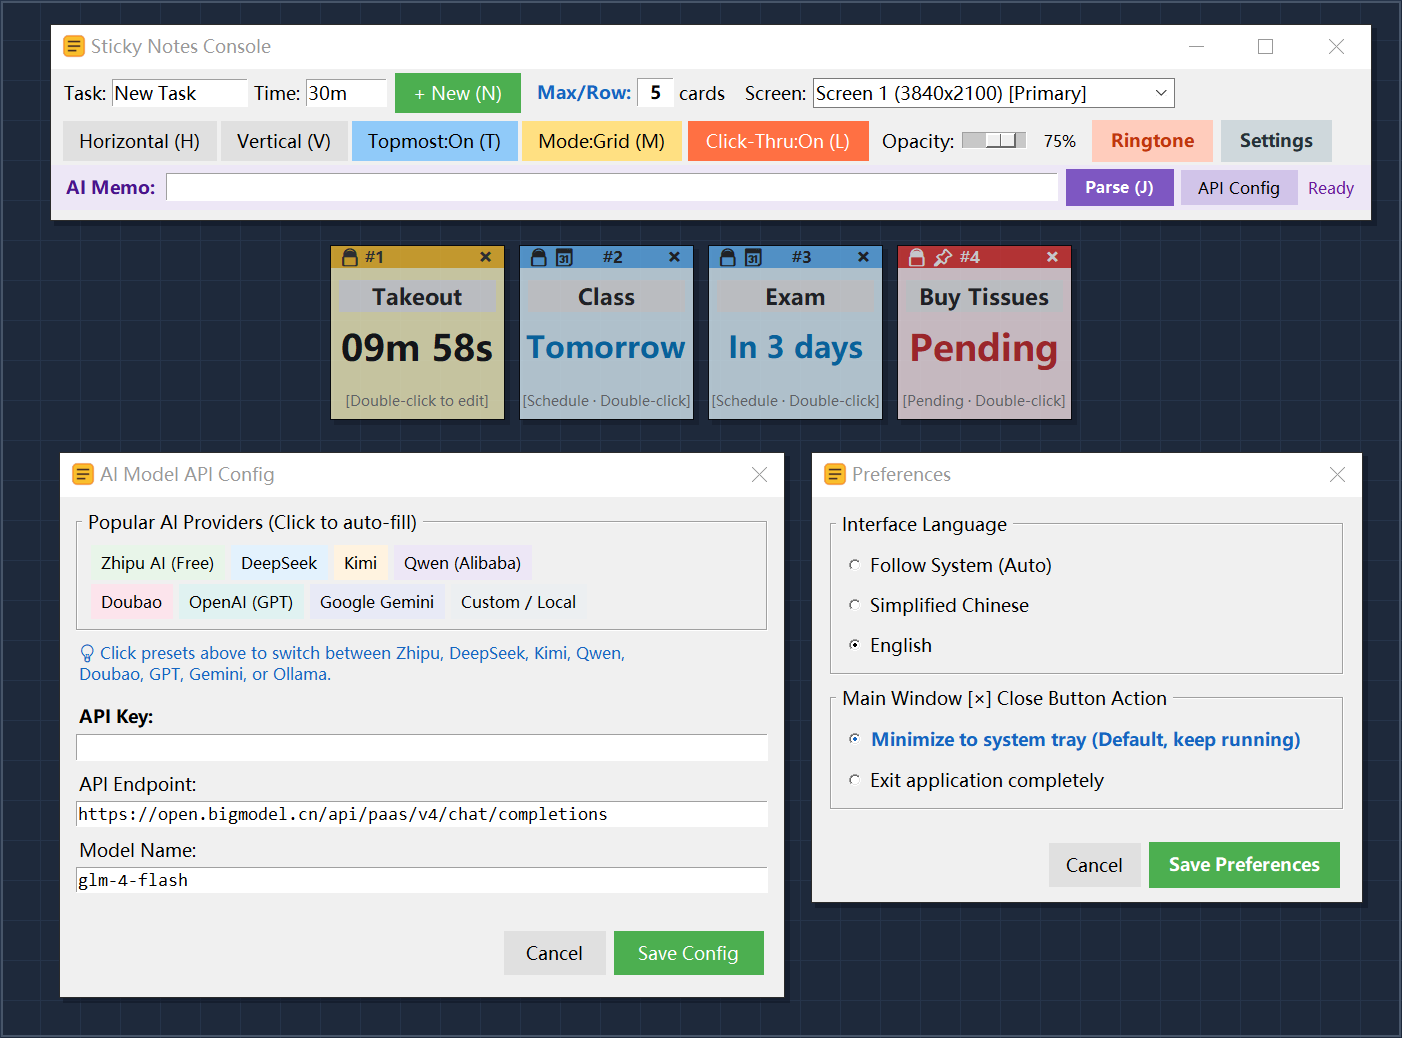 Sticky Notes Console
Task: New Task Time: 30m + New (N) Max/Row: 5 cards Screen: Screen 1 (3840x2100) [Primary]
Horizontal (H) Vertical (V) Topmost:On (T) Mode:Grid (M) Click-Thru:On (L) Opacity: 75% Ringtone Settings
AI Memo: Parse (J) API Config Ready
#1
Takeout
09m 58s
[Double-click to edit]
31 #2
Class
Tomorrow
[Schedule · Double-click]
31 #3
Exam
In 3 days
[Schedule · Double-click]
#4
Buy Tissues
Pending
[Pending · Double-click]
AI Model API Config
Popular AI Providers (Click to auto-fill)
Zhipu AI (Free) DeepSeek Kimi Qwen (Alibaba)
Doubao OpenAI (GPT) Google Gemini Custom / Local
Click presets above to switch between Zhipu, DeepSeek, Kimi, Qwen,
Doubao, GPT, Gemini, or Ollama.
API Key:
API Endpoint:
https://open.bigmodel.cn/api/paas/v4/chat/completions
Model Name:
glm-4-flash
Cancel Save Config
Preferences
Interface Language
Follow System (Auto)
Simplified Chinese
English
Main Window [×] Close Button Action
Minimize to system tray (Default, keep running)
Exit application completely
Cancel Save Preferences